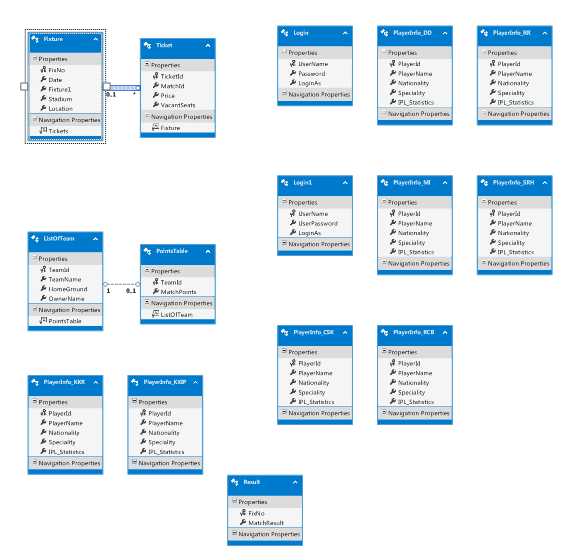 Fixture
Properties
FixNo
Date
Fixture1
Stadium
Location
Navigation Properties
Tickets
0.1
*
Ticket
Properties
TicketId
MatchId
Price
VacantSeats
Navigation Properties
Fixture
Login
Properties
UserName
Password
LoginAs
Navigation Properties
PlayerInfo_DD
Properties
PlayerId
PlayerName
Nationality
Speciality
IPL_Statistics
Navigation Properties
PlayerInfo_RR
Properties
PlayerId
PlayerName
Nationality
Speciality
IPL_Statistics
Navigation Properties
Login1
Properties
UserName
UserPassword
LoginAs
Navigation Properties
PlayerInfo_MI
Properties
PlayerId
PlayerName
Nationality
Speciality
IPL_Statistics
Navigation Properties
PlayerInfo_SRH
Properties
PlayerId
PlayerName
Nationality
Speciality
IPL_Statistics
Navigation Properties
ListOfTeam
Properties
TeamId
TeamName
HomeGround
OwnerName
Navigation Properties
PointsTable
1
0.1
PointsTable
Properties
TeamId
MatchPoints
Navigation Properties
ListOfTeam
PlayerInfo_CSK
Properties
PlayerId
PlayerName
Nationality
Speciality
IPL_Statistics
Navigation Properties
PlayerInfo_RCB
Properties
PlayerId
PlayerName
Nationality
Speciality
IPL_Statistics
Navigation Properties
PlayerInfo_KKR
Properties
PlayerId
PlayerName
Nationality
Speciality
IPL_Statistics
Navigation Properties
PlayerInfo_KXIP
Properties
PlayerId
PlayerName
Nationality
Speciality
IPL_Statistics
Navigation Properties
Result
Properties
FixNo
MatchResult
Navigation Properties